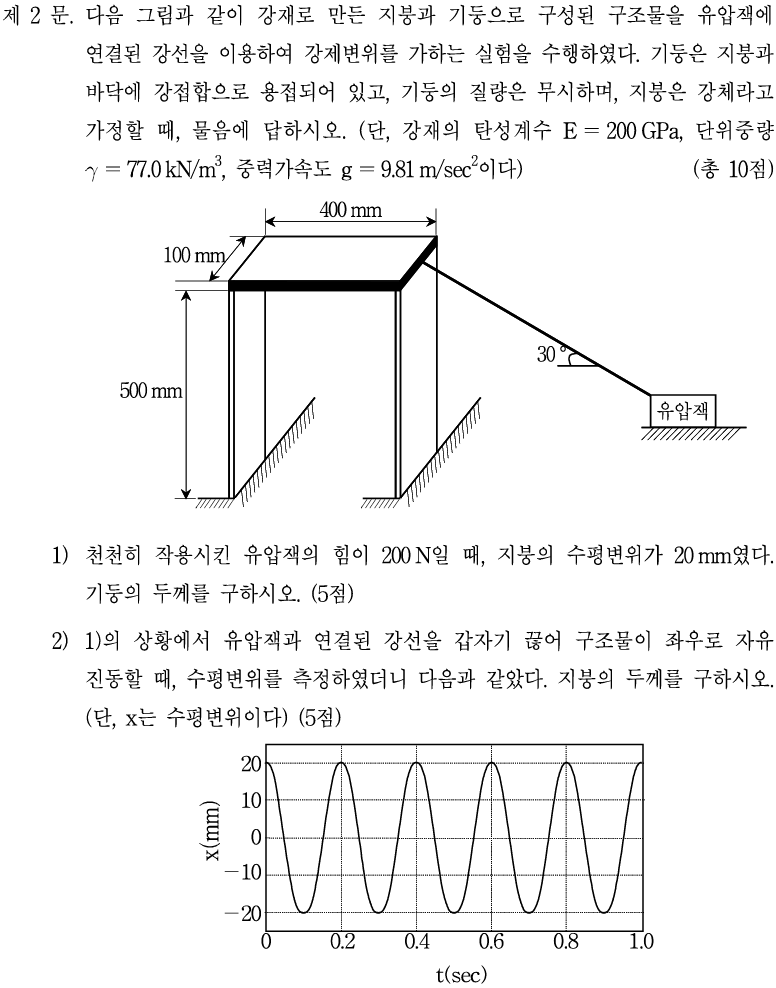 제 2 문. 다음 그림과 같이 강재로 만든 지붕과 기둥으로 구성된 구조물을 유압잭에
연결된 강선을 이용하여 강제변위를 가하는 실험을 수행하였다. 기둥은 지붕과
바닥에 강접합으로 용접되어 있고, 기둥의 질량은 무시하며, 지붕은 강체라고
가정할 때, 물음에 답하시오. (단, 강재의 탄성계수 E = 200 GPa, 단위중량
γ = 77.0 kN/m³, 중력가속도 g = 9.81 m/sec²이다) (총 10점)
400 mm
100 mm
500 mm
30°
유압잭
1) 천천히 작용시킨 유압잭의 힘이 200 N일 때, 지붕의 수평변위가 20 mm였다.
기둥의 두께를 구하시오. (5점)
2) 1)의 상황에서 유압잭과 연결된 강선을 갑자기 끊어 구조물이 좌우로 자유
진동할 때, 수평변위를 측정하였더니 다음과 같았다. 지붕의 두께를 구하시오.
(단, x는 수평변위이다) (5점)
20
10
0
-10
-20
x(mm)
0 0.2 0.4 0.6 0.8 1.0
t(sec)